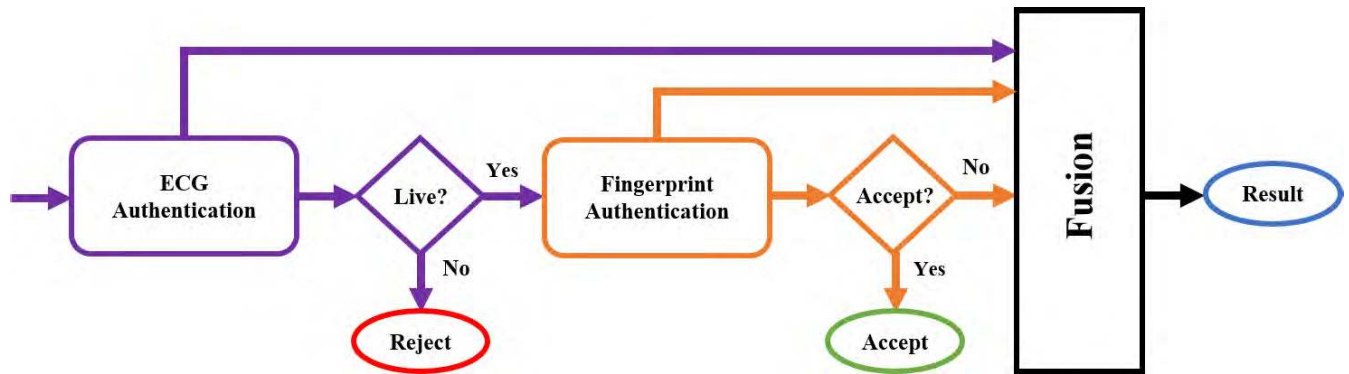 ECG
Authentication
Live?
Yes
No
Reject
Fingerprint
Authentication
Accept?
No
Yes
Accept
Fusion
Result